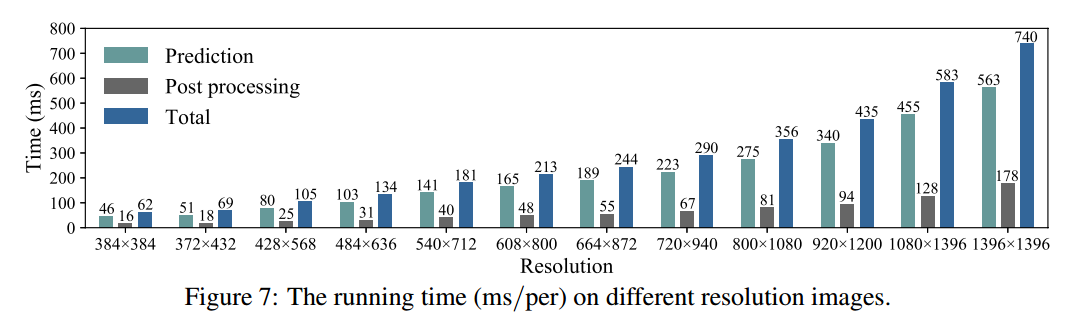 800
700
600
500
400
300
200
100
0
Time (ms)
Prediction
Post processing
Total
46 16 62
51 18 69
80 25 105
103 31 134
141 40 181
165 48 213
189 55 244
223 67 290
275 81 356
340 94 435
455 128 583
563 178 740
384×384 372×432 428×568 484×636 540×712 608×800 664×872 720×940 800×1080 920×1200 1080×1396 1396×1396
Resolution
Figure 7: The running time (ms/per) on different resolution images.